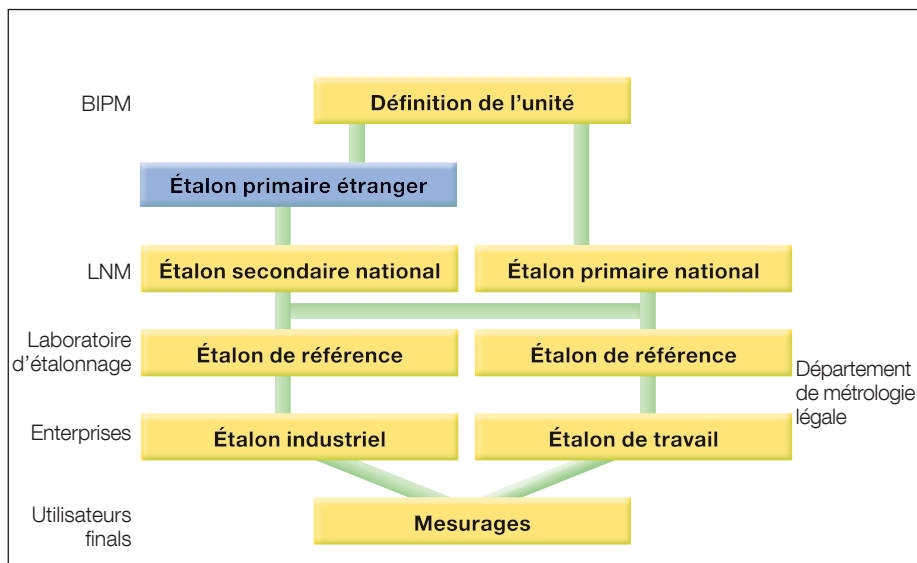 BIPM
Définition de l'unité
Étalon primaire étranger
LNM
Étalon secondaire national
Étalon primaire national
Laboratoire
d'étalonnage
Étalon de référence
Étalon de référence
Département
de métrologie
légale
Enterprises
Étalon industriel
Étalon de travail
Utilisateurs
finals
Mesurages